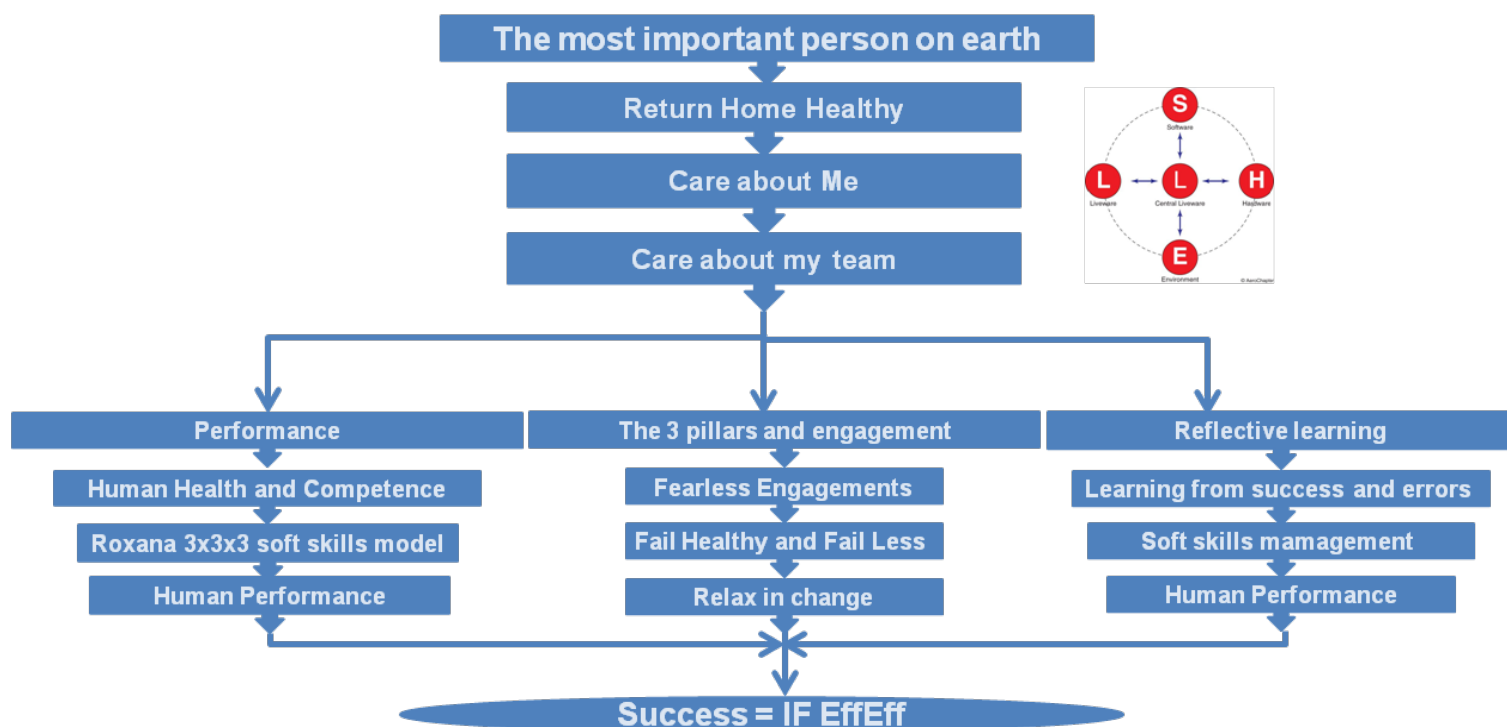 The most important person on earth
Return Home Healthy
Care about Me
Care about my team
S
Software
L
Liveware
L
Central Liveware
H
Hardware
E
Environment
© AeroChapter
Performance
Human Health and Competence
Roxana 3x3x3 soft skills model
Human Performance
The 3 pillars and engagement
Fearless Engagements
Fail Healthy and Fail Less
Relax in change
Reflective learning
Learning from success and errors
Soft skills mamagement
Human Performance
Success = IF EffEff